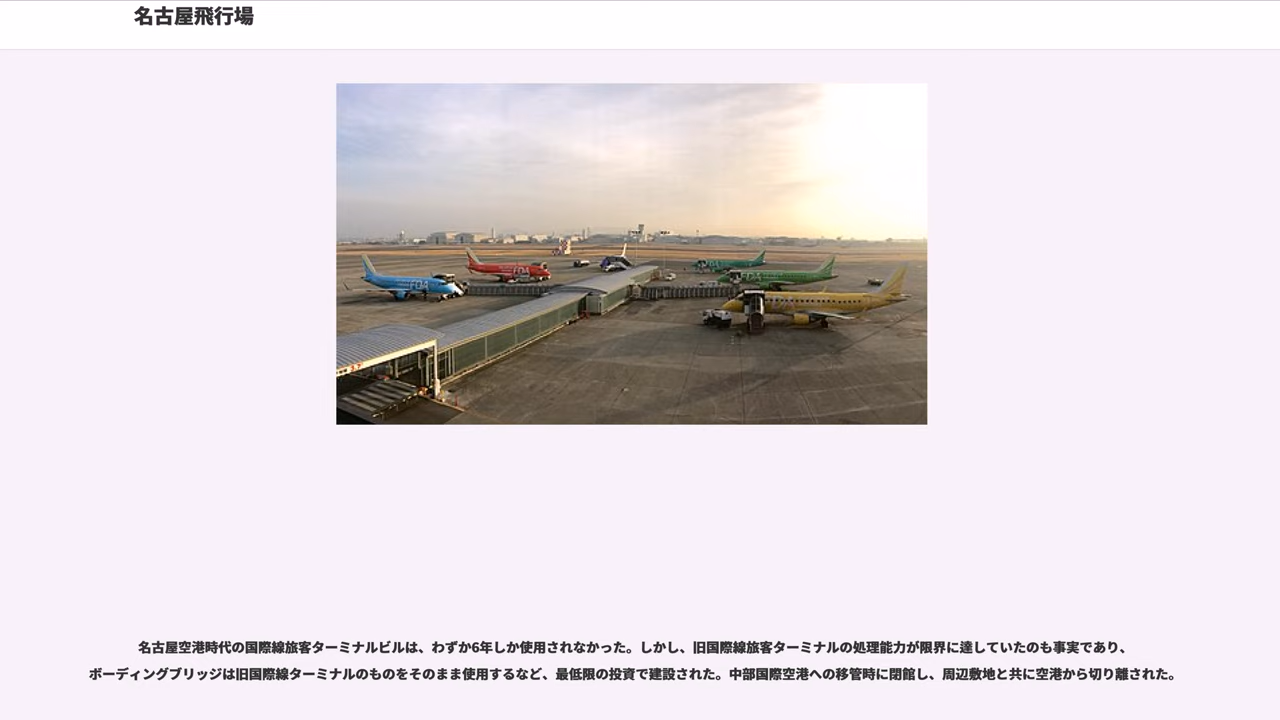 名古屋飛行場
FDA
FDA
FDA
名古屋空港時代の国際線旅客ターミナルビルは、わずか6年しか使用されなかった。しかし、旧国際線旅客ターミナルの処理能力が限界に達していたのも事実であり、
ボーディングブリッジは旧国際線ターミナルのものをそのまま使用するなど、最低限の投資で建設された。中部国際空港への移管時に閉館し、周辺敷地と共に空港から切り離された。